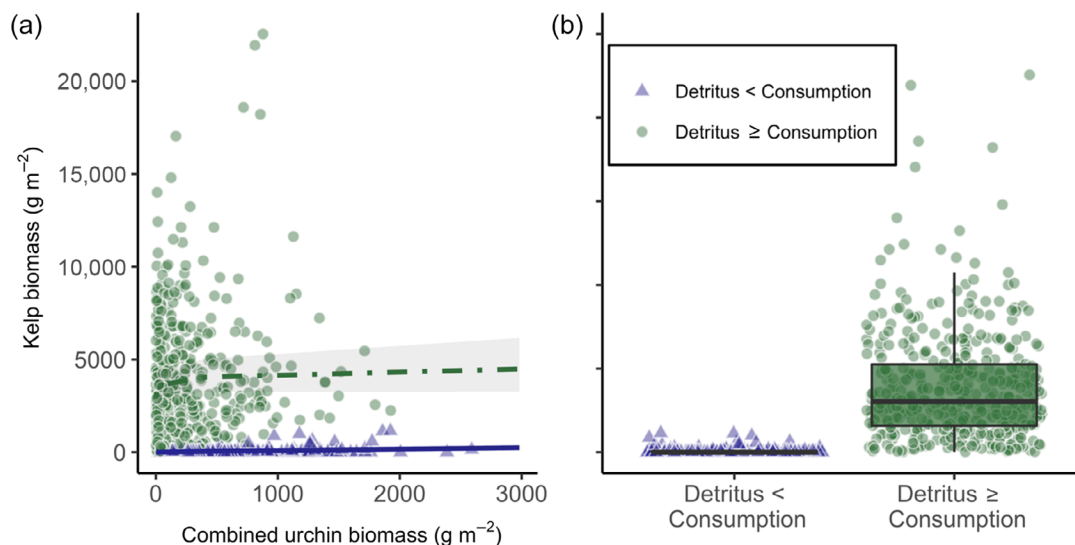 (a)
Kelp biomass (g m⁻²)
20,000
15,000
10,000
5000
0
0
1000
2000
3000
Combined urchin biomass (g m⁻²)
(b)
Detritus < Consumption
Detritus ≥ Consumption
Detritus <
Consumption
Detritus ≥
Consumption